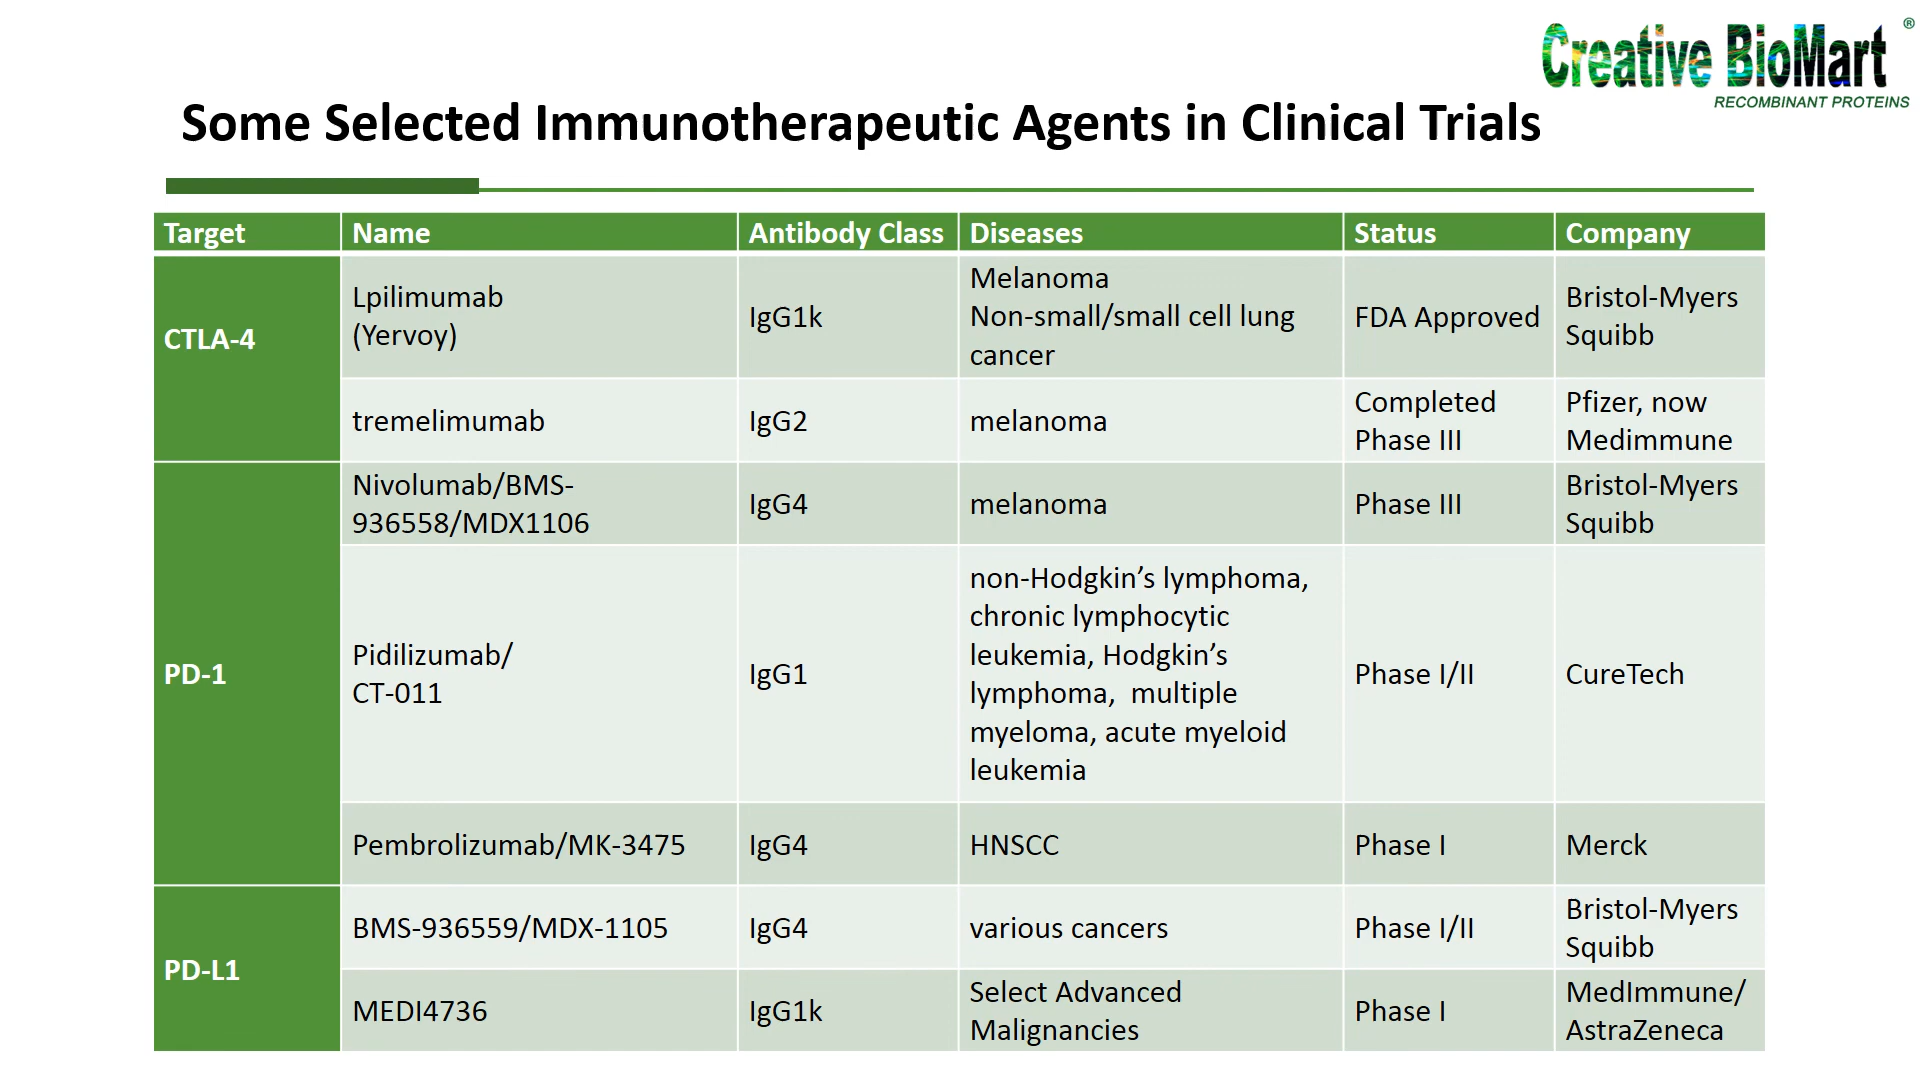 Creative BioMart ®
RECOMBINANT PROTEINS
Some Selected Immunotherapeutic Agents in Clinical Trials
Target Name Antibody Class Diseases Status Company
CTLA-4
Lpilimumab
(Yervoy)
IgG1k
Melanoma
Non-small/small cell lung
cancer
FDA Approved
Bristol-Myers
Squibb
tremelimumab
IgG2
melanoma
Completed
Phase III
Pfizer, now
Medimmune
PD-1
Nivolumab/BMS-
936558/MDX1106
IgG4
melanoma
Phase III
Bristol-Myers
Squibb
Pidilizumab/
CT-011
IgG1
non-Hodgkin’s lymphoma,
chronic lymphocytic
leukemia, Hodgkin’s
lymphoma,  multiple
myeloma, acute myeloid
leukemia
Phase I/II
CureTech
Pembrolizumab/MK-3475
IgG4
HNSCC
Phase I
Merck
PD-L1
BMS-936559/MDX-1105
IgG4
various cancers
Phase I/II
Bristol-Myers
Squibb
MEDI4736
IgG1k
Select Advanced
Malignancies
Phase I
MedImmune/
AstraZeneca